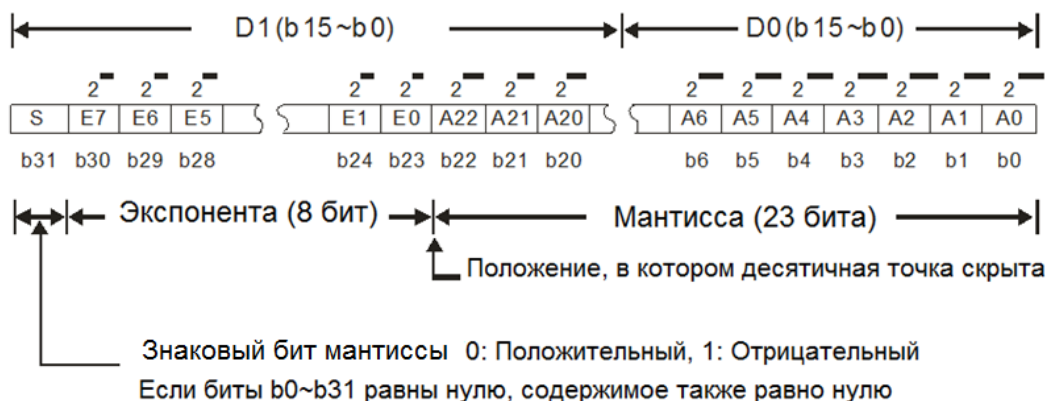 D1(b15~b0) D0(b15~b0)
2 2 2 2 2 2 2 2 2 2 2 2 2 2 2
S E7 E6 E5 E1 E0 A22 A21 A20 A6 A5 A4 A3 A2 A1 A0
b31 b30 b29 b28 b24 b23 b22 b21 b20 b6 b5 b4 b3 b2 b1 b0
Экспонента (8 бит) Мантисса (23 бита)
Положение, в котором десятичная точка скрыта
Знаковый бит мантиссы 0: Положительный, 1: Отрицательный
Если биты b0~b31 равны нулю, содержимое также равно нулю